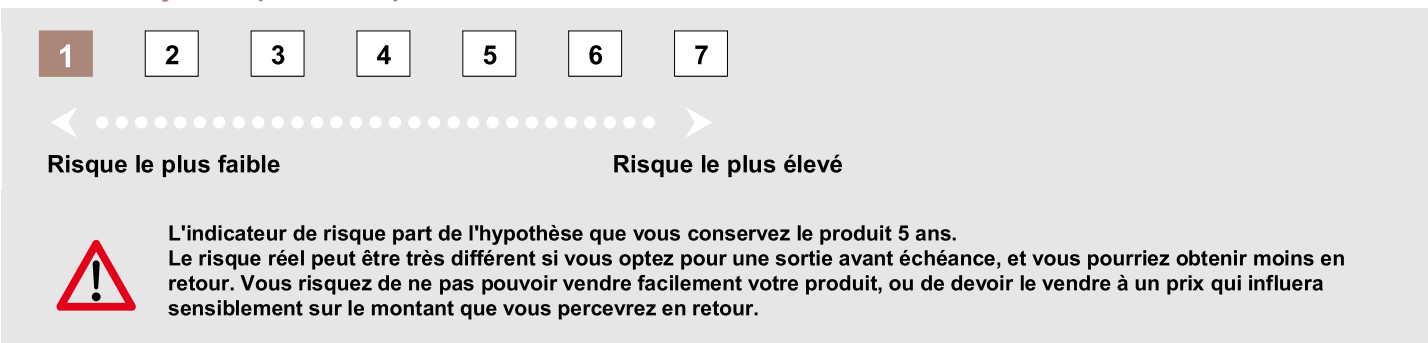 1 2 3 4 5 6 7
Risque le plus faible Risque le plus élevé
L'indicateur de risque part de l'hypothèse que vous conservez le produit 5 ans.
Le risque réel peut être très différent si vous optez pour une sortie avant échéance, et vous pourriez obtenir moins en
retour. Vous risquez de ne pas pouvoir vendre facilement votre produit, ou de devoir le vendre à un prix qui influera
sensiblement sur le montant que vous percevrez en retour.